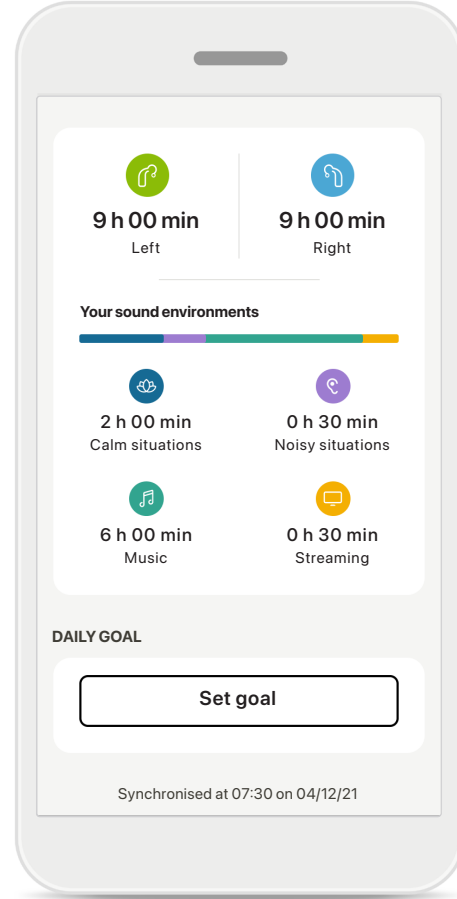 9 h 00 min
Left
9 h 00 min
Right
Your sound environments
2 h 00 min
Calm situations
0 h 30 min
Noisy situations
6 h 00 min
Music
0 h 30 min
Streaming
DAILY GOAL
Set goal
Synchronised at 07:30 on 04/12/21